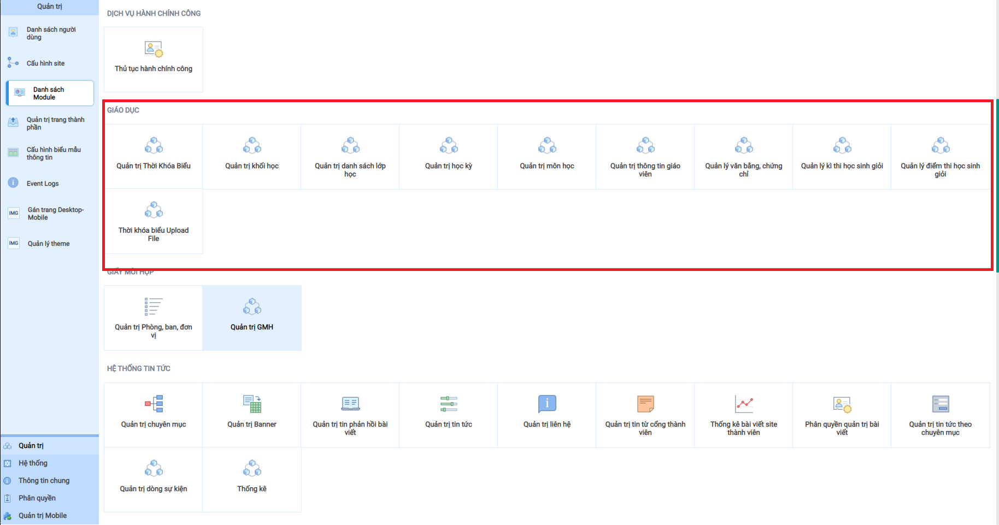 Quản trị
Danh sách người
dùng
Cấu hình site
Danh sách
Module
Quản trị trang thành
phần
Cấu hình biểu mẫu
thông tin
Event Logs
IMG
Gán trang Desktop-
Mobile
IMG
Quản lý theme
Quản trị
Hệ thống
Thông tin chung
Phân quyền
Quản trị Mobile
DỊCH VỤ HÀNH CHÍNH CÔNG
Thủ tục hành chính công
GIÁO DỤC
Quản trị Thời Khóa Biểu
Quản trị khối học
Quản trị danh sách lớp
học
Quản trị học kỳ
Quản trị môn học
Quản trị thông tin giáo
viên
Quản lý văn bằng, chứng
chỉ
Quản lý kì thi học sinh giỏi
Quản lý điểm thi học sinh
giỏi
Thời khóa biểu Upload
File
GIẤY MỜI HỌP
Quản trị Phòng, ban, đơn
vị
Quản trị GMH
HỆ THỐNG TIN TỨC
Quản trị chuyên mục
Quản trị Banner
Quản trị tin phản hồi bài
viết
Quản trị tin tức
Quản trị liên hệ
Quản trị tin từ cổng thành
viên
Thống kê bài viết site
thành viên
Phân quyền quản trị bài
viết
Quản trị tin tức theo
chuyên mục
Quản trị dòng sự kiện
Thống kê